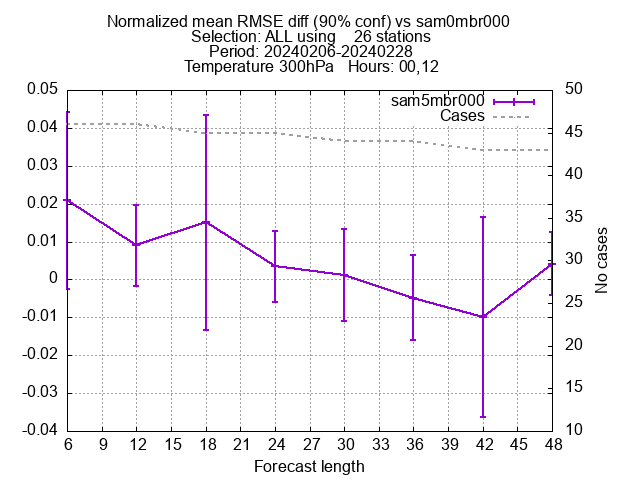 Normalized mean RMSE diff (90% conf) vs sam0mbr000
Selection: ALL using    26 stations
Period: 20240206-20240228
Temperature 300hPa   Hours: 00,12
sam5mbr000
Cases
0.05
0.04
0.03
0.02
0.01
0
-0.01
-0.02
-0.03
-0.04
50
45
40
35
30
25
20
15
10
No cases
6 9 12 15 18 21 24 27 30 33 36 39 42 45 48
Forecast length